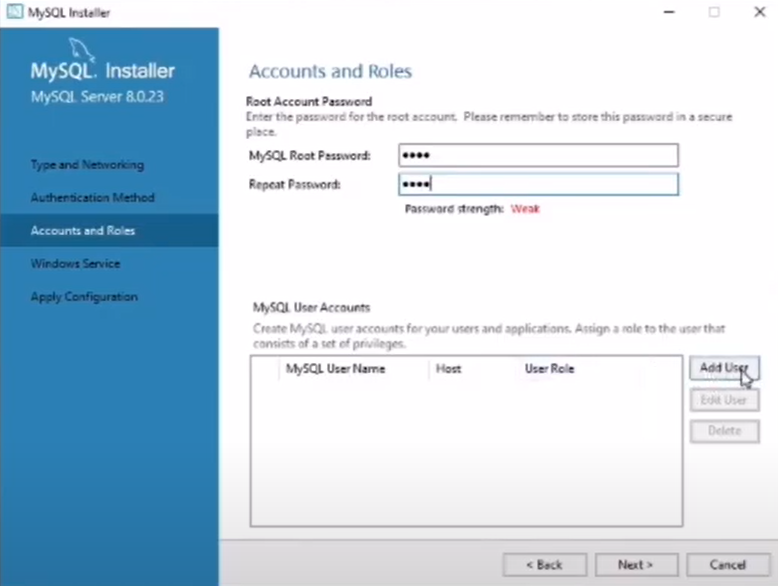 MySQL Installer
MySQL. Installer
MySQL Server 8.0.23
Type and Networking
Authentication Method
Accounts and Roles
Windows Service
Apply Configuration
Accounts and Roles
Root Account Password
Enter the password for the root account. Please remember to store this password in a secure
place.
MySQL Root Password: ••••
Repeat Password: ••••
Password strength: Weak
MySQL User Accounts
Create MySQL user accounts for your users and applications. Assign a role to the user that
consists of a set of privileges.
MySQL User Name Host User Role
Add User
Edit User
Delete
< Back Next > Cancel